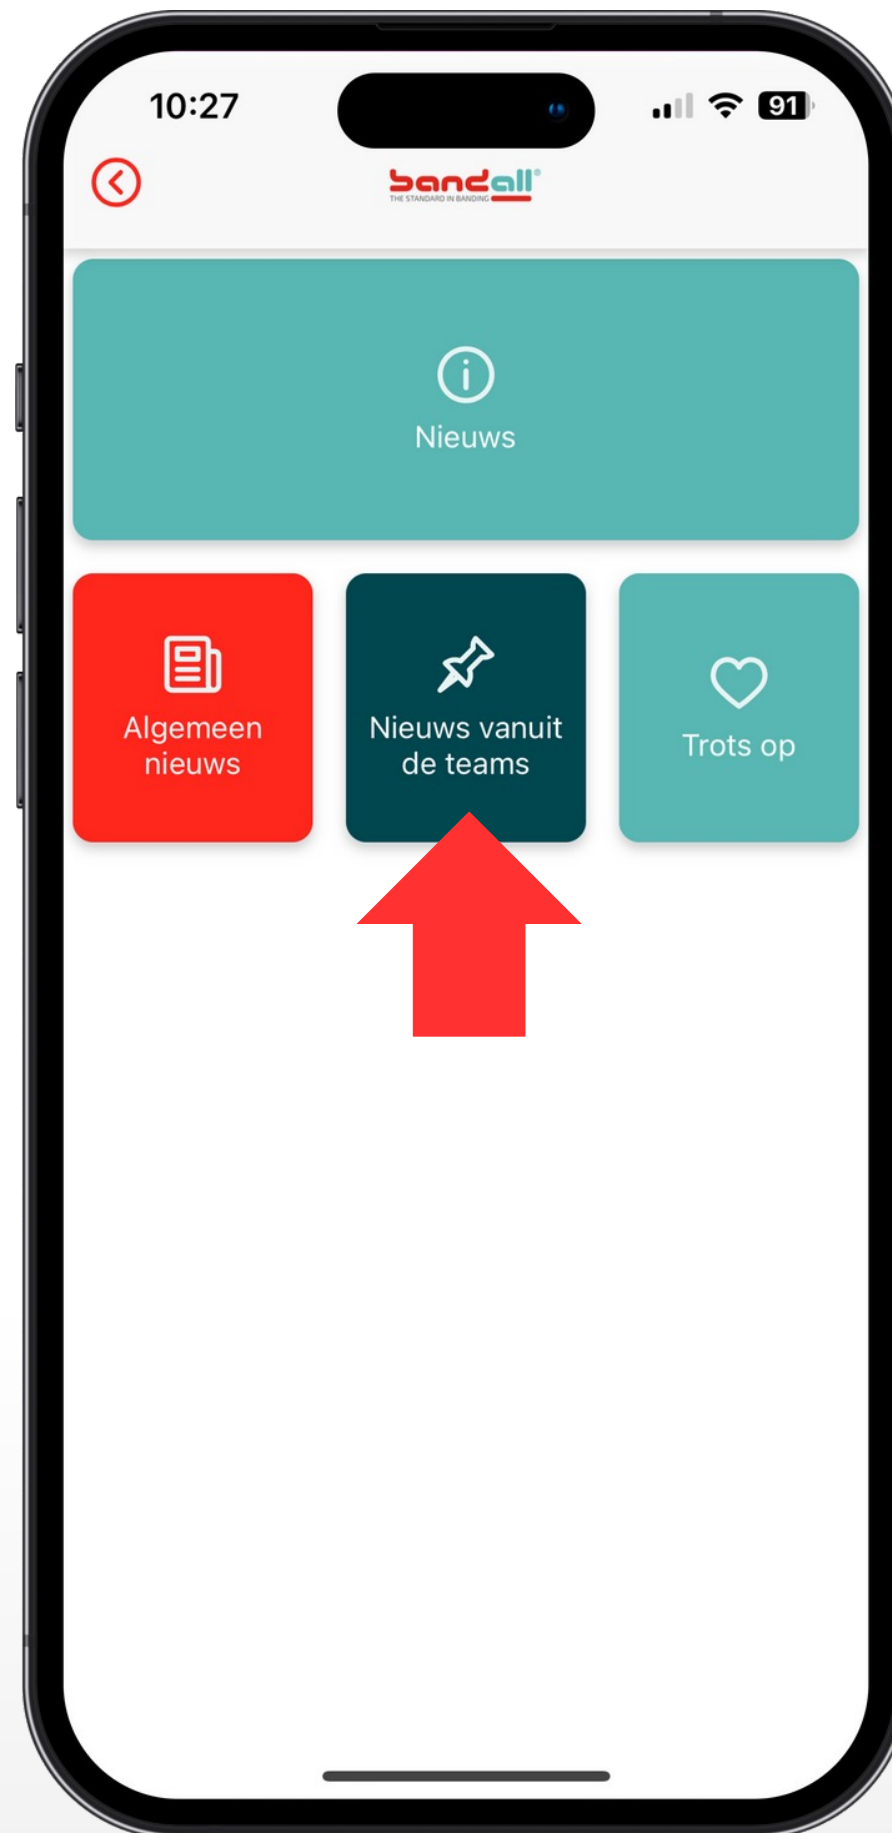 10:27
91
bandall®
THE STANDARD IN BANDING
Nieuws
Algemeen
nieuws
Nieuws vanuit
de teams
Trots op